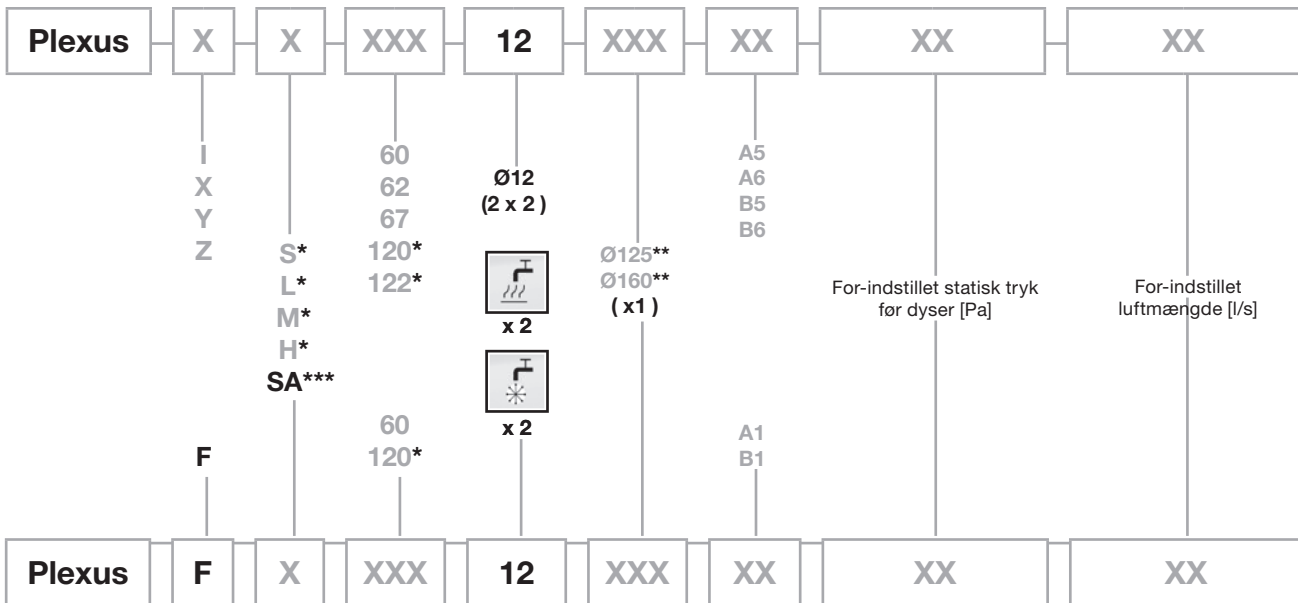 Plexus X X XXX 12 XXX XX XX XX
I
X
Y
Z
S*
L*
M*
H*
SA***
F
60
62
67
120*
122*
60
120*
Ø12
(2 x 2 )
x 2
x 2
Ø125**
Ø160**
( x1 )
A5
A6
B5
B6
A1
B1
For-indstillet statisk tryk
før dyser [Pa]
For-indstillet
luftmængde [l/s]
Plexus F X XXX 12 XXX XX XX XX